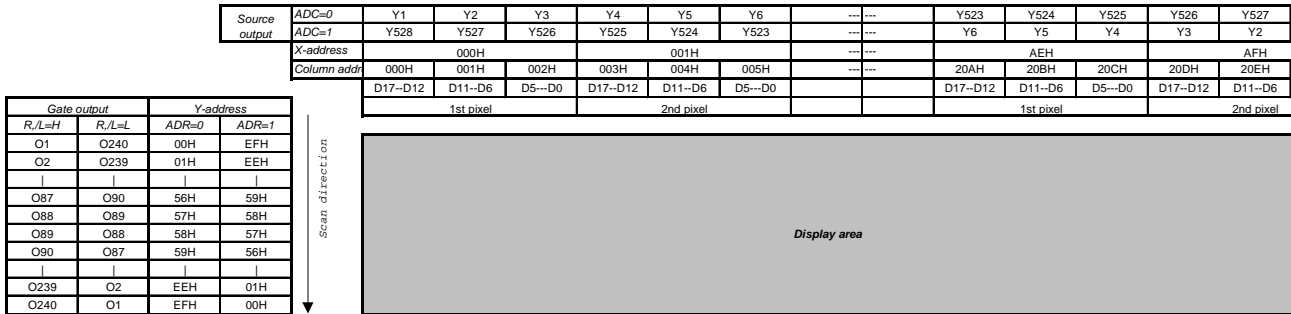 Source output ADC=0 Y1 Y2 Y3 Y4 Y5 Y6 --- --- Y523 Y524 Y525 Y526 Y527
ADC=1 Y528 Y527 Y526 Y525 Y524 Y523 --- --- Y6 Y5 Y4 Y3 Y2
X-address 000H 001H --- --- AEH AFH
Column addr 000H 001H 002H 003H 004H 005H --- --- 20AH 20BH 20CH 20DH 20EH
D17--D12 D11--D6 D5---D0 D17--D12 D11--D6 D5---D0 D17--D12 D11--D6 D5---D0 D17--D12 D11--D6
1st pixel 2nd pixel 1st pixel 2nd pixel
Gate output Y-address
R,/L=H R,/L=L ADR=0 ADR=1
O1 O240 00H EFH
O2 O239 01H EEH
| | | |
O87 O90 56H 59H
O88 O89 57H 58H
O89 O88 58H 57H
O90 O87 59H 56H
| | | |
O239 O2 EEH 01H
O240 O1 EFH 00H
Scan direction
Display area